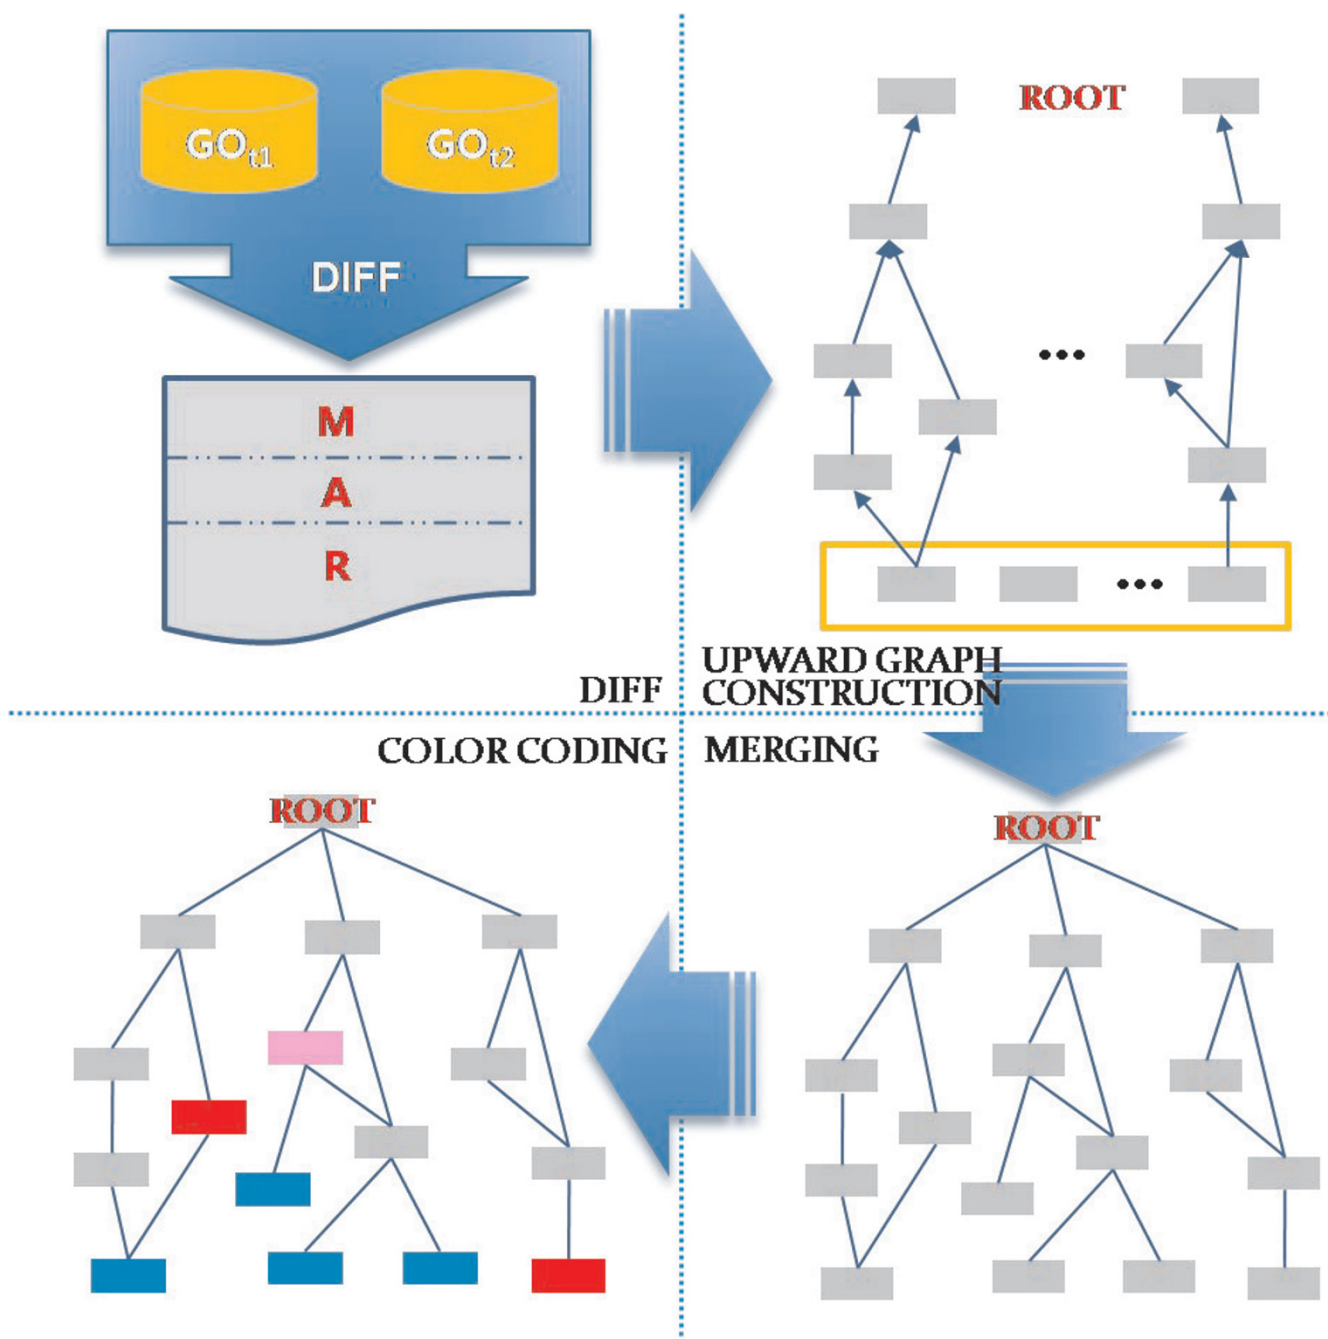 GOt1
GOt2
DIFF
M
A
R
DIFF
ROOT
•••
•••
UPWARD GRAPH
CONSTRUCTION
COLOR CODING
ROOT
MERGING
ROOT